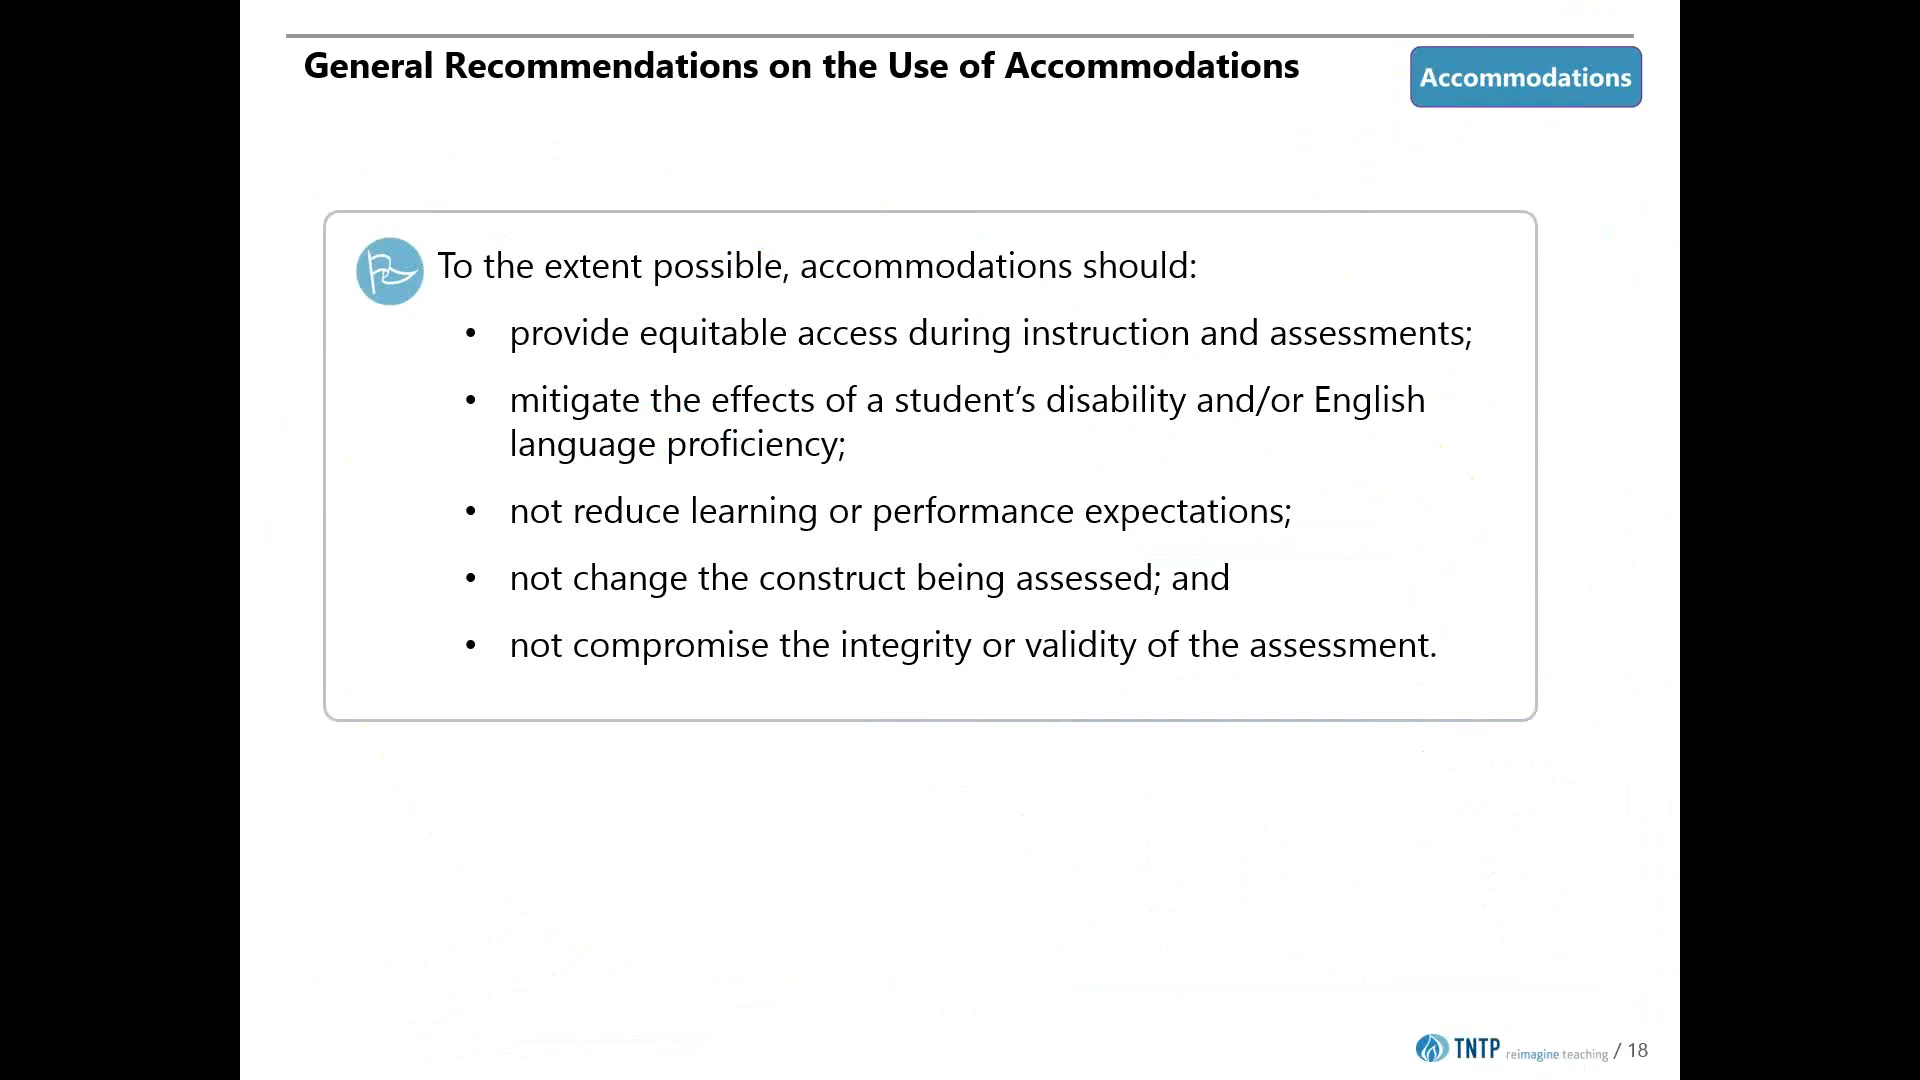 General Recommendations on the Use of Accommodations
Accommodations
To the extent possible, accommodations should:
• provide equitable access during instruction and assessments;
• mitigate the effects of a student’s disability and/or English
language proficiency;
• not reduce learning or performance expectations;
• not change the construct being assessed; and
• not compromise the integrity or validity of the assessment.
TNTP reimagine teaching / 18